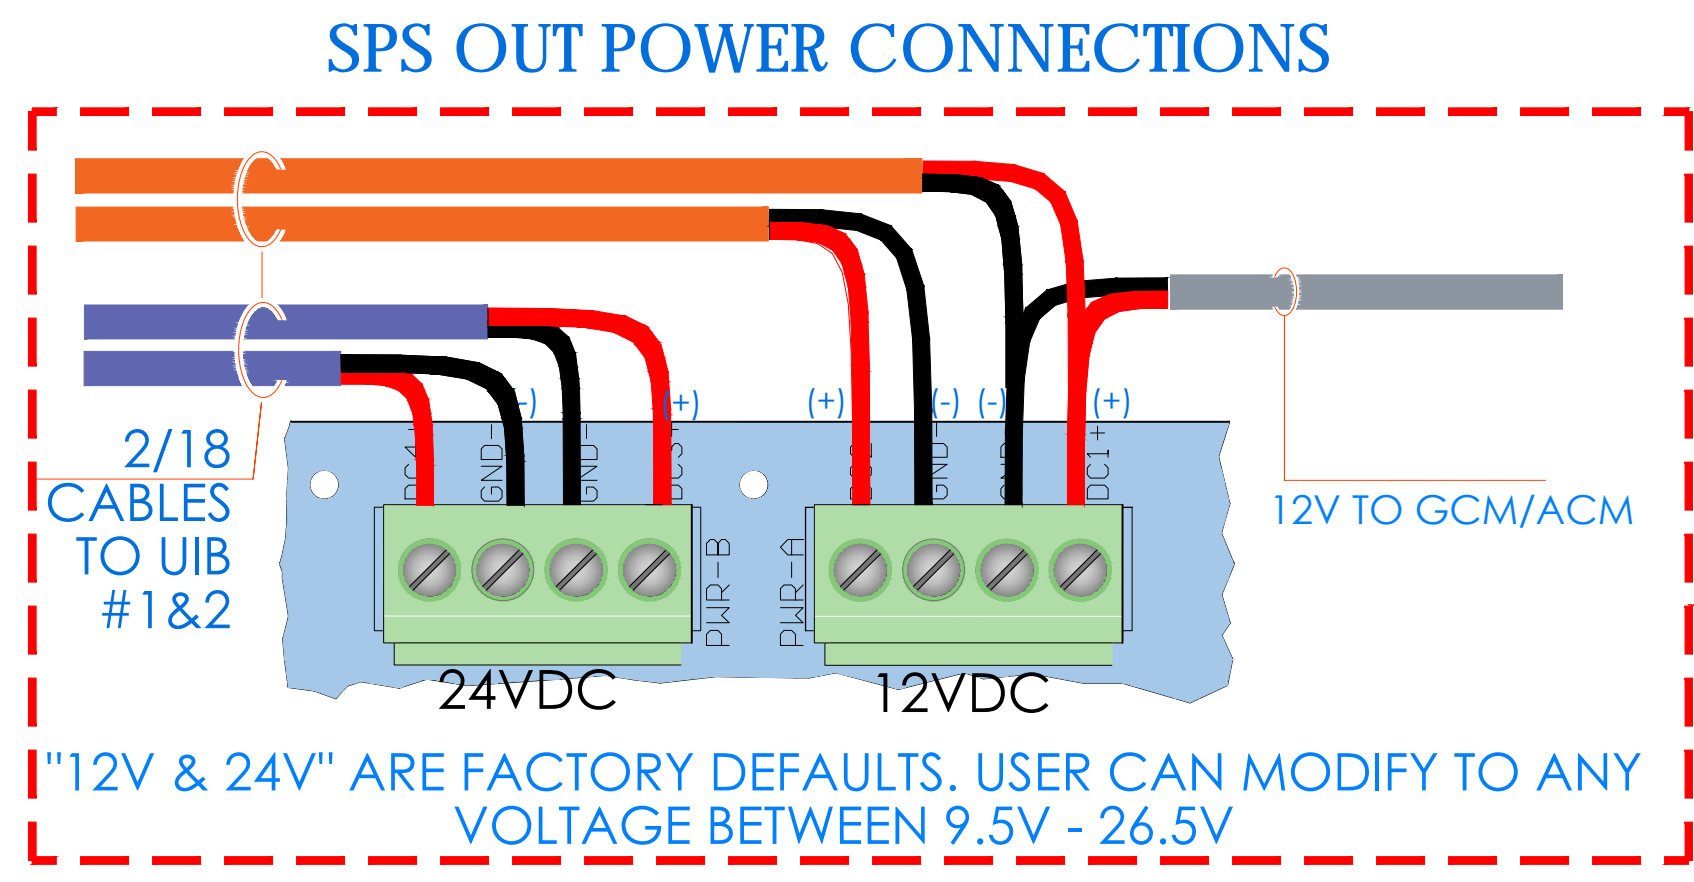 SPS OUT POWER CONNECTIONS
(+)
(+)
(-)
(-)
(+)
2/18
CABLES
TO UIB
#1&2
12V TO GCM/ACM
GND-
GND-
DC3+
GND-
DC1+
PWR-B
PWR-A
24VDC
12VDC
"12V & 24V" ARE FACTORY DEFAULTS. USER CAN MODIFY TO ANY
VOLTAGE BETWEEN 9.5V - 26.5V